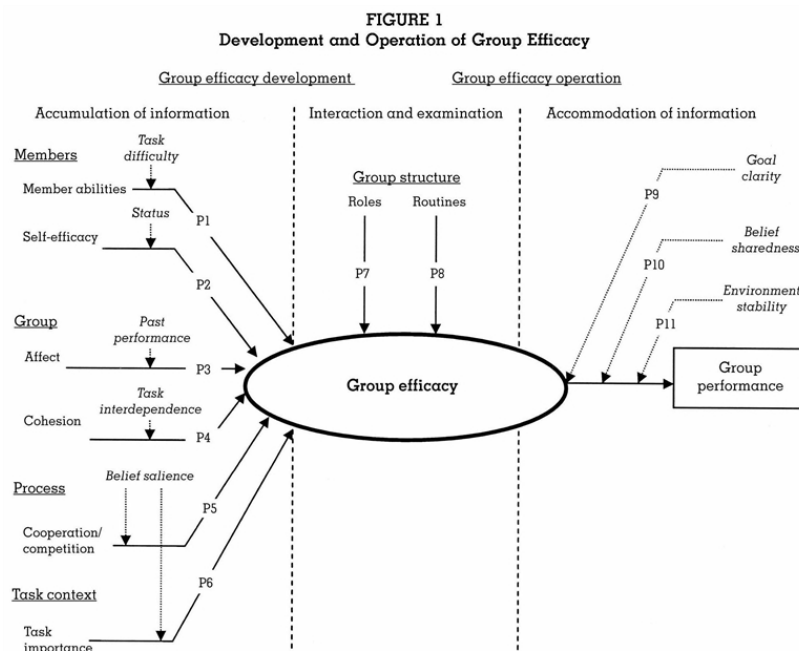 FIGURE 1
Development and Operation of Group Efficacy
Group efficacy development
Group efficacy operation
Accumulation of information
Interaction and examination
Accommodation of information
Members
Task
difficulty
Member abilities
Status
Self-efficacy
P1
P2
Group
Past
performance
Affect
P3
Task
interdependence
Cohesion
P4
Belief salience
Process
Cooperation/
competition
P5
P6
Task context
Task
importance
Group structure
Roles
Routines
P7
P8
Group efficacy
Goal
clarity
P9
Belief
sharedness
P10
Environment
stability
P11
Group
performance